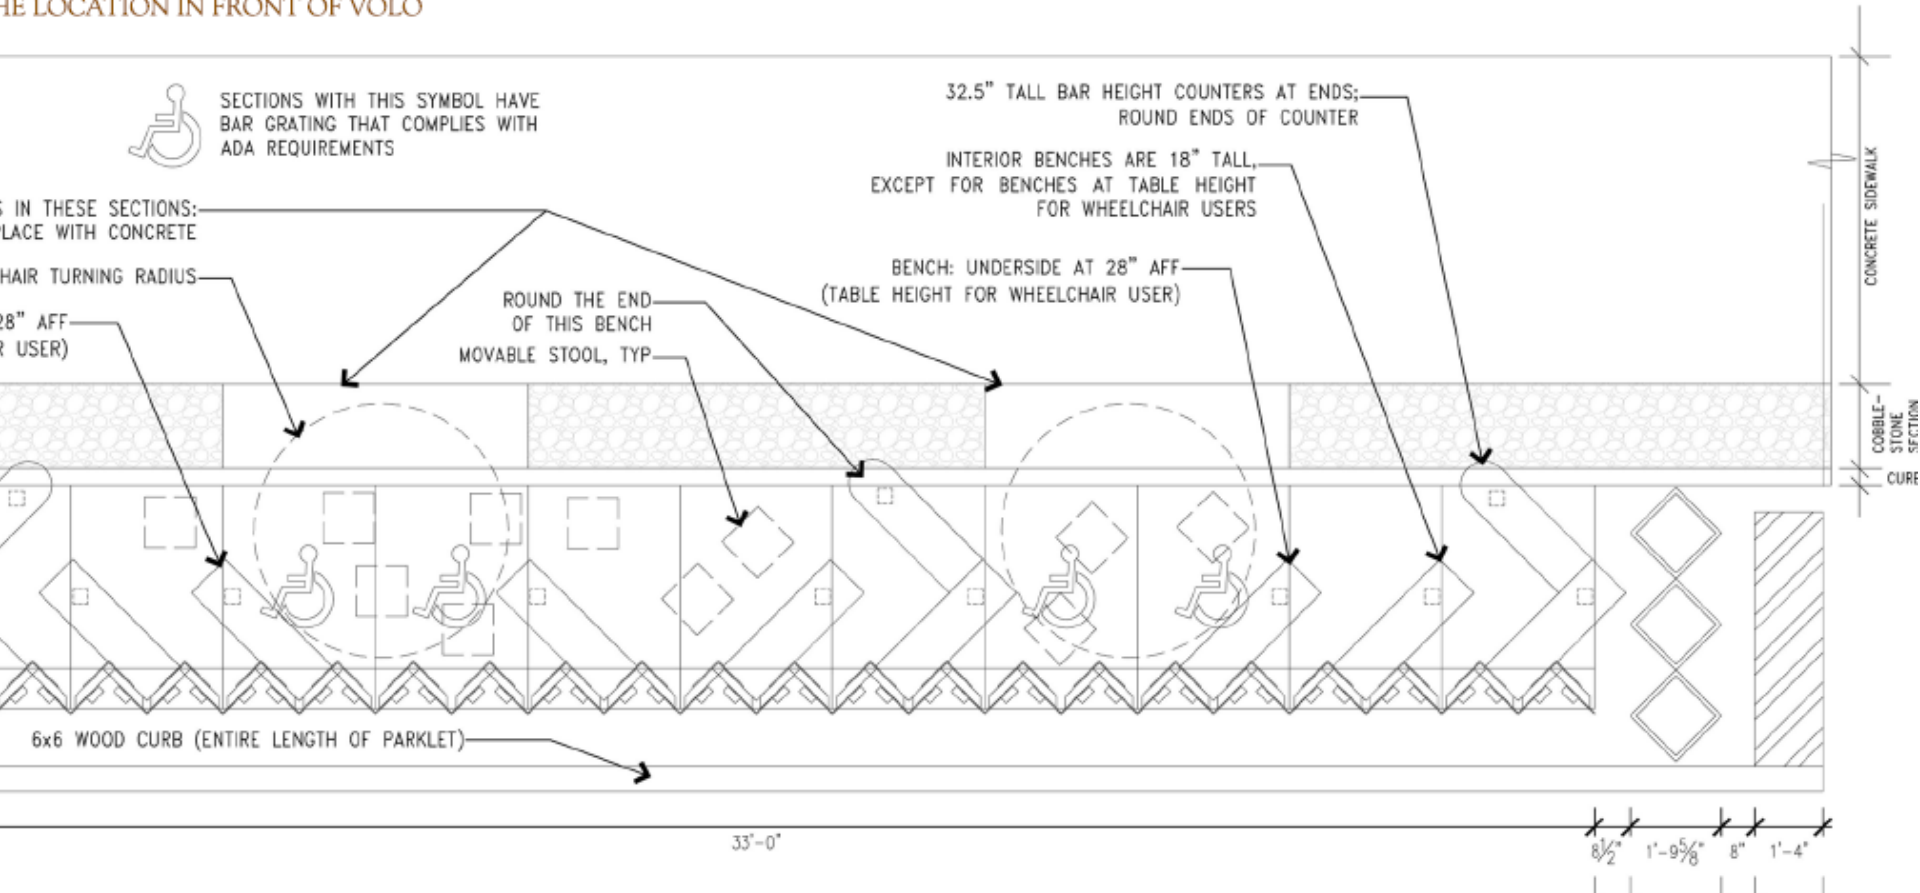 HE LOCATION IN FRONT OF VOLO
SECTIONS WITH THIS SYMBOL HAVE
BAR GRATING THAT COMPLIES WITH
ADA REQUIREMENTS
32.5" TALL BAR HEIGHT COUNTERS AT ENDS;
ROUND ENDS OF COUNTER
INTERIOR BENCHES ARE 18" TALL,
EXCEPT FOR BENCHES AT TABLE HEIGHT
FOR WHEELCHAIR USERS
S IN THESE SECTIONS:
PLACE WITH CONCRETE
HAIR TURNING RADIUS
BENCH: UNDERSIDE AT 28" AFF
(TABLE HEIGHT FOR WHEELCHAIR USER)
28" AFF
R USER)
ROUND THE END
OF THIS BENCH
MOVABLE STOOL, TYP
CONCRETE SIDEWALK
COBBLE-
STONE
SECTION
CURB
6x6 WOOD CURB (ENTIRE LENGTH OF PARKLET)
33'-0"
8½"
1'-9⅝"
8"
1'-4"